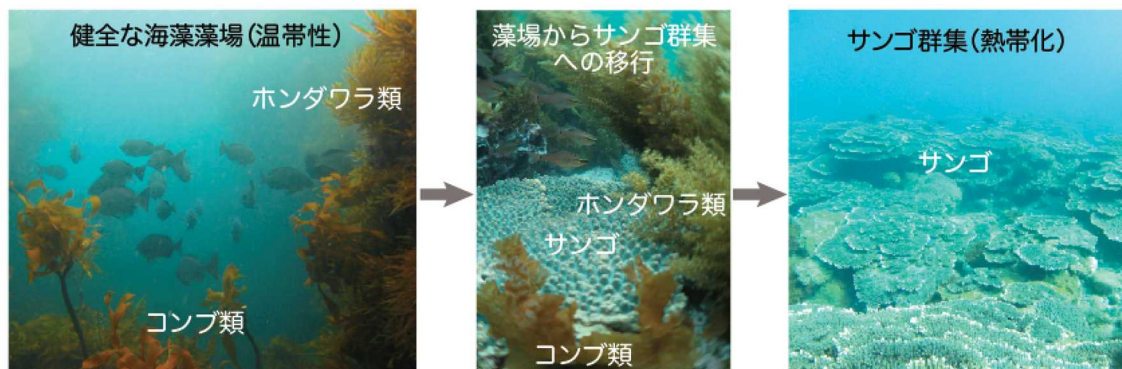 健全な海藻藻場(温帯性)
ホンダワラ類
コンブ類
藻場からサンゴ群集
への移行
ホンダワラ類
サンゴ
コンブ類
サンゴ群集(熱帯化)
サンゴ